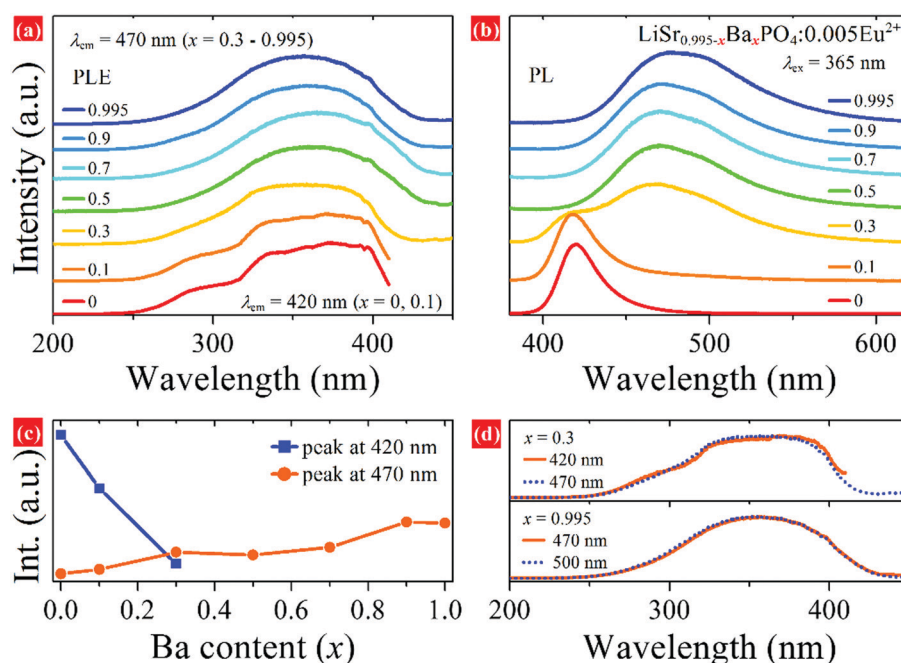 (a)
λem = 470 nm (x = 0.3 - 0.995)
PLE
0.995
0.9
0.7
0.5
0.3
0.1
0
λem = 420 nm (x = 0, 0.1)
Intensity (a.u.)
200 300 400
Wavelength (nm)
(b)
LiSr0.995-xBaxPO4:0.005Eu2+
λex = 365 nm
PL
0.995
0.9
0.7
0.5
0.3
0.1
0
400 500 600
Wavelength (nm)
(c)
peak at 420 nm
peak at 470 nm
Int. (a.u.)
0.0 0.2 0.4 0.6 0.8 1.0
Ba content (x)
(d)
x = 0.3
420 nm
470 nm
x = 0.995
470 nm
500 nm
200 300 400
Wavelength (nm)